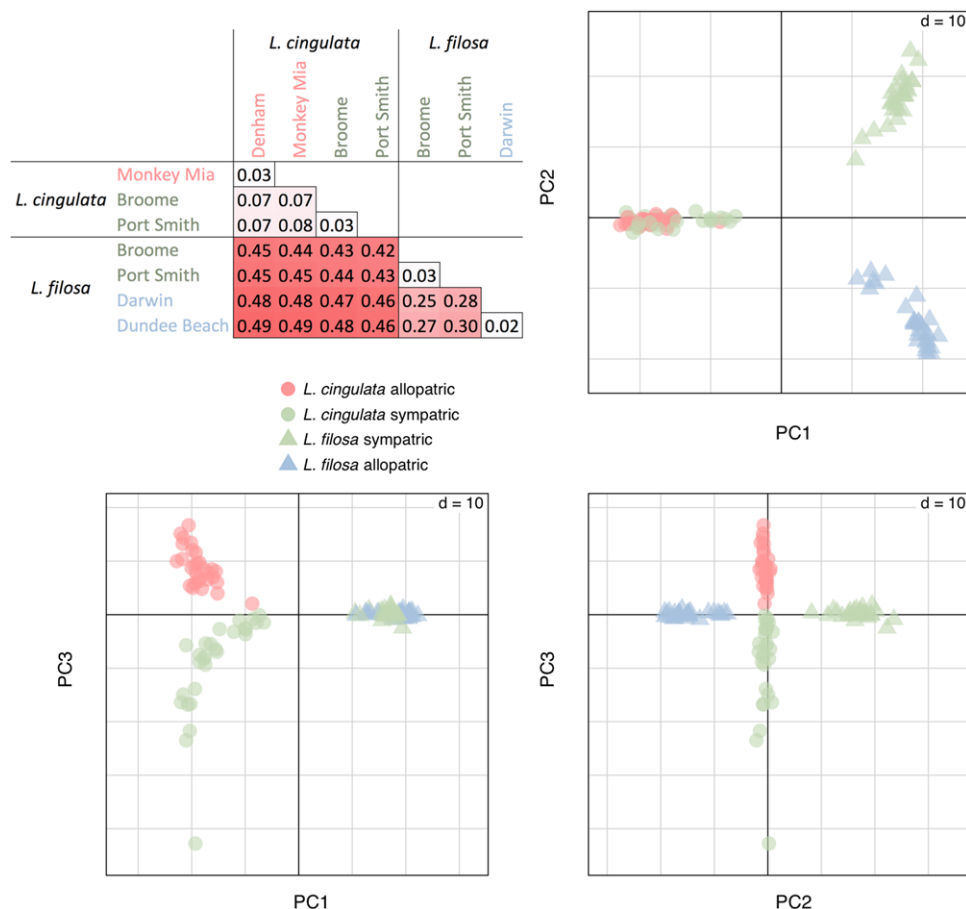 L. cingulata L. filosa
Denham Monkey Mia Broome Port Smith Broome Port Smith Darwin
Monkey Mia 0.03
L. cingulata Broome 0.07 0.07
Port Smith 0.07 0.08 0.03
Broome 0.45 0.44 0.43 0.42
L. filosa Port Smith 0.45 0.45 0.44 0.43 0.03
Darwin 0.48 0.48 0.47 0.46 0.25 0.28
Dundee Beach 0.49 0.49 0.48 0.46 0.27 0.30 0.02
d = 10
PC2
PC1
L. cingulata allopatric
L. cingulata sympatric
L. filosa sympatric
L. filosa allopatric
d = 10
PC3
PC1
d = 10
PC3
PC2